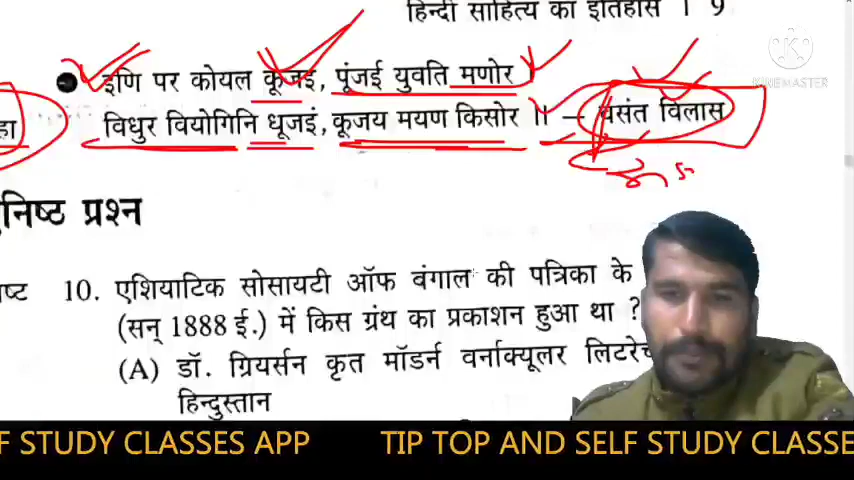 हिन्दी साहित्य का इतिहास । 9
इणि पर कोयल कूजइ, पूंजई युवति मणोर ।
KINEMASTER
हा
विधुर वियोगिनि धूजइं, कूजय मयण किसोर ।। – वसंत विलास
निष्ठ प्रश्न
ष्ट 10. एशियाटिक सोसायटी ऑफ बंगाल की पत्रिका के
(सन् 1888 ई.) में किस ग्रंथ का प्रकाशन हुआ था ?
(A) डॉ. ग्रियर्सन कृत मॉडर्न वर्नाक्यूलर
हिन्दुस्तान
F STUDY CLASSES APP TIP TOP AND SELF STUDY CLASSE